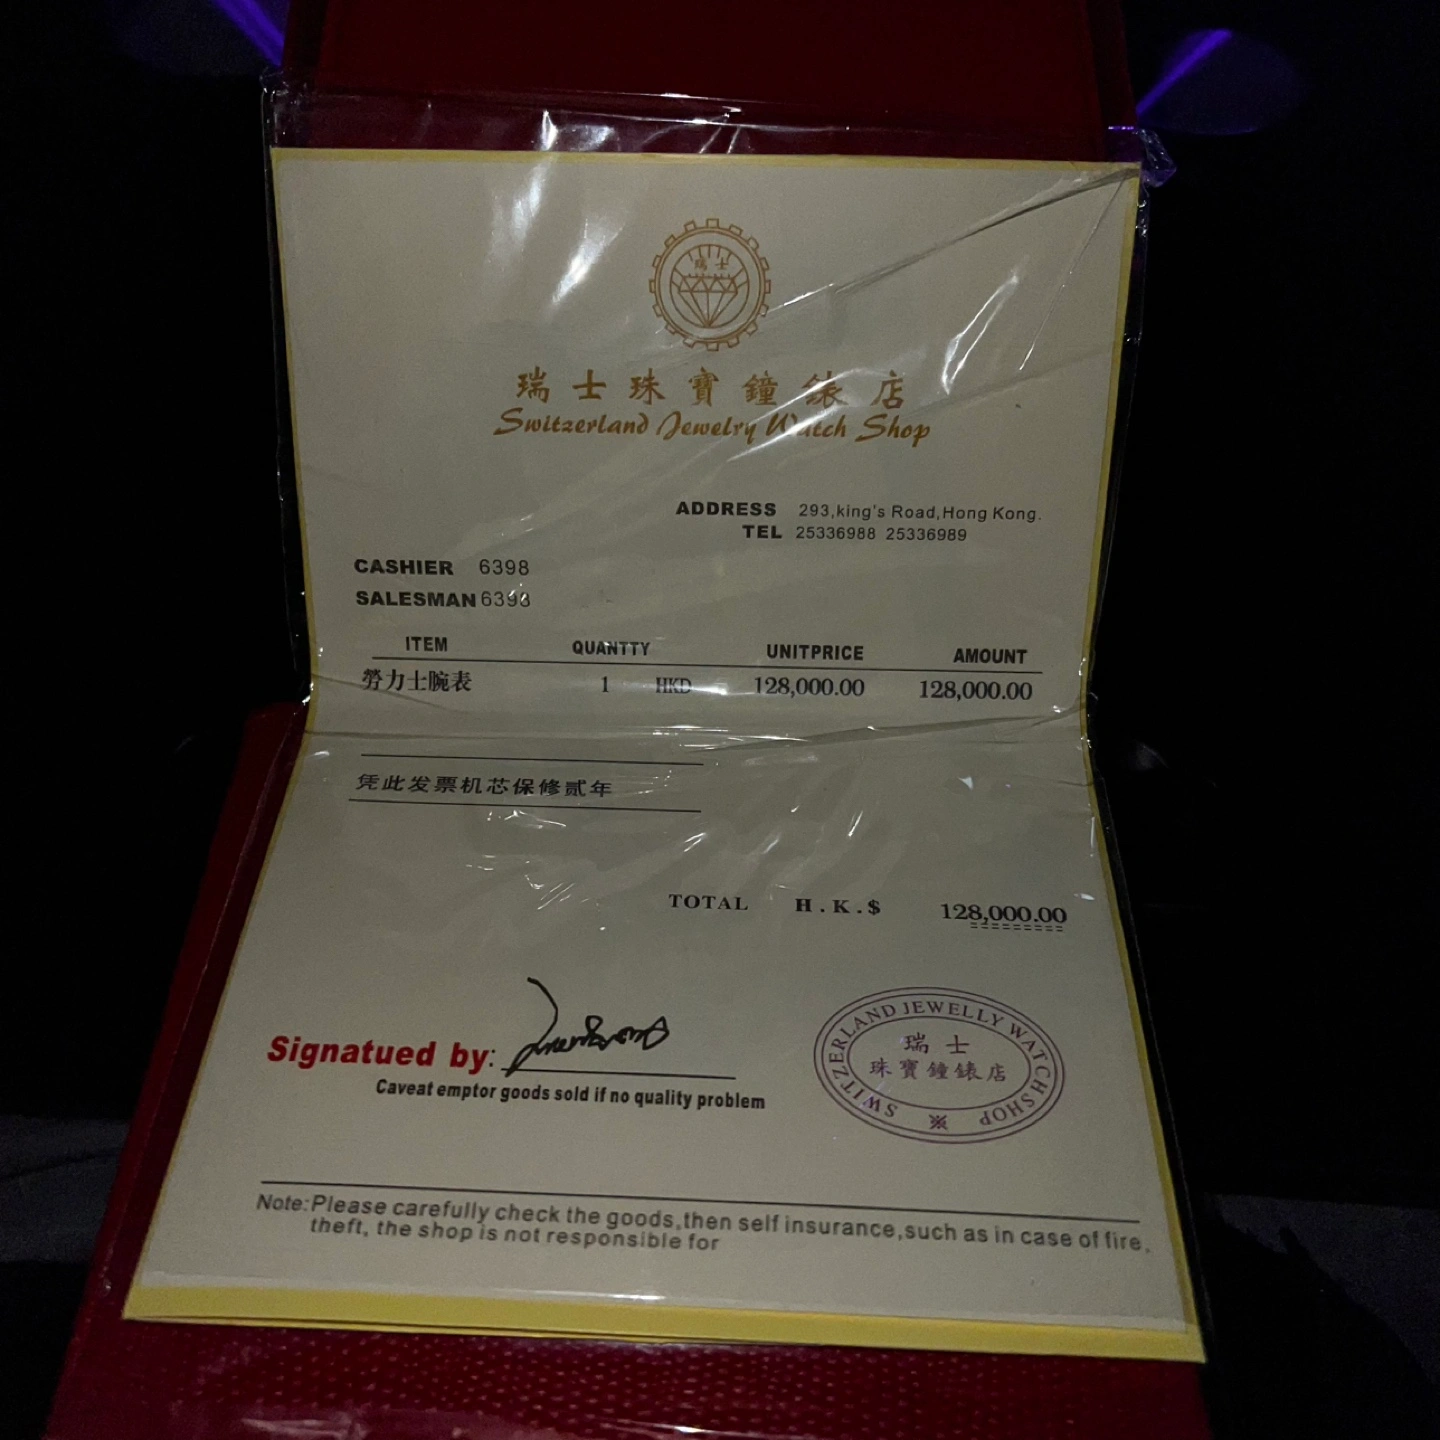 瑞士
瑞士珠寶鐘錶店
Switzerland Jewelry Watch Shop
ADDRESS 293,king's Road,Hong Kong.
TEL 25336988 25336989
CASHIER 6398
SALESMAN 6398
ITEM QUANTTY UNITPRICE AMOUNT
勞力士腕表 1 HKD 128,000.00 128,000.00
凭此发票机芯保修贰年
TOTAL H.K.$ 128,000.00
Signatued by:
Caveat emptor goods sold if no quality problem
SWITZERLAND JEWELLY WATCH SHOP
瑞士
珠寶鐘錶店
Note:Please carefully check the goods,then self insurance,such as in case of fire,
theft, the shop is not responsible for